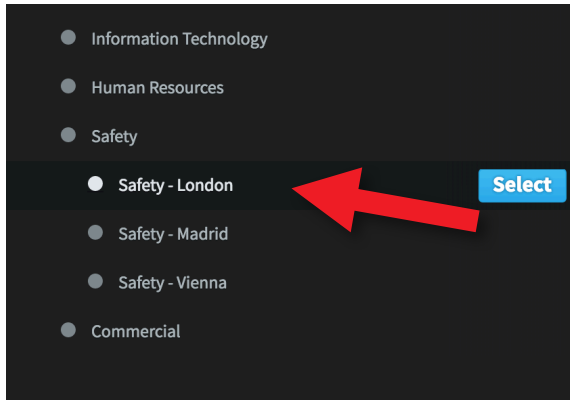 Information Technology
Human Resources
Safety
Safety - London
Select
Safety - Madrid
Safety - Vienna
Commercial